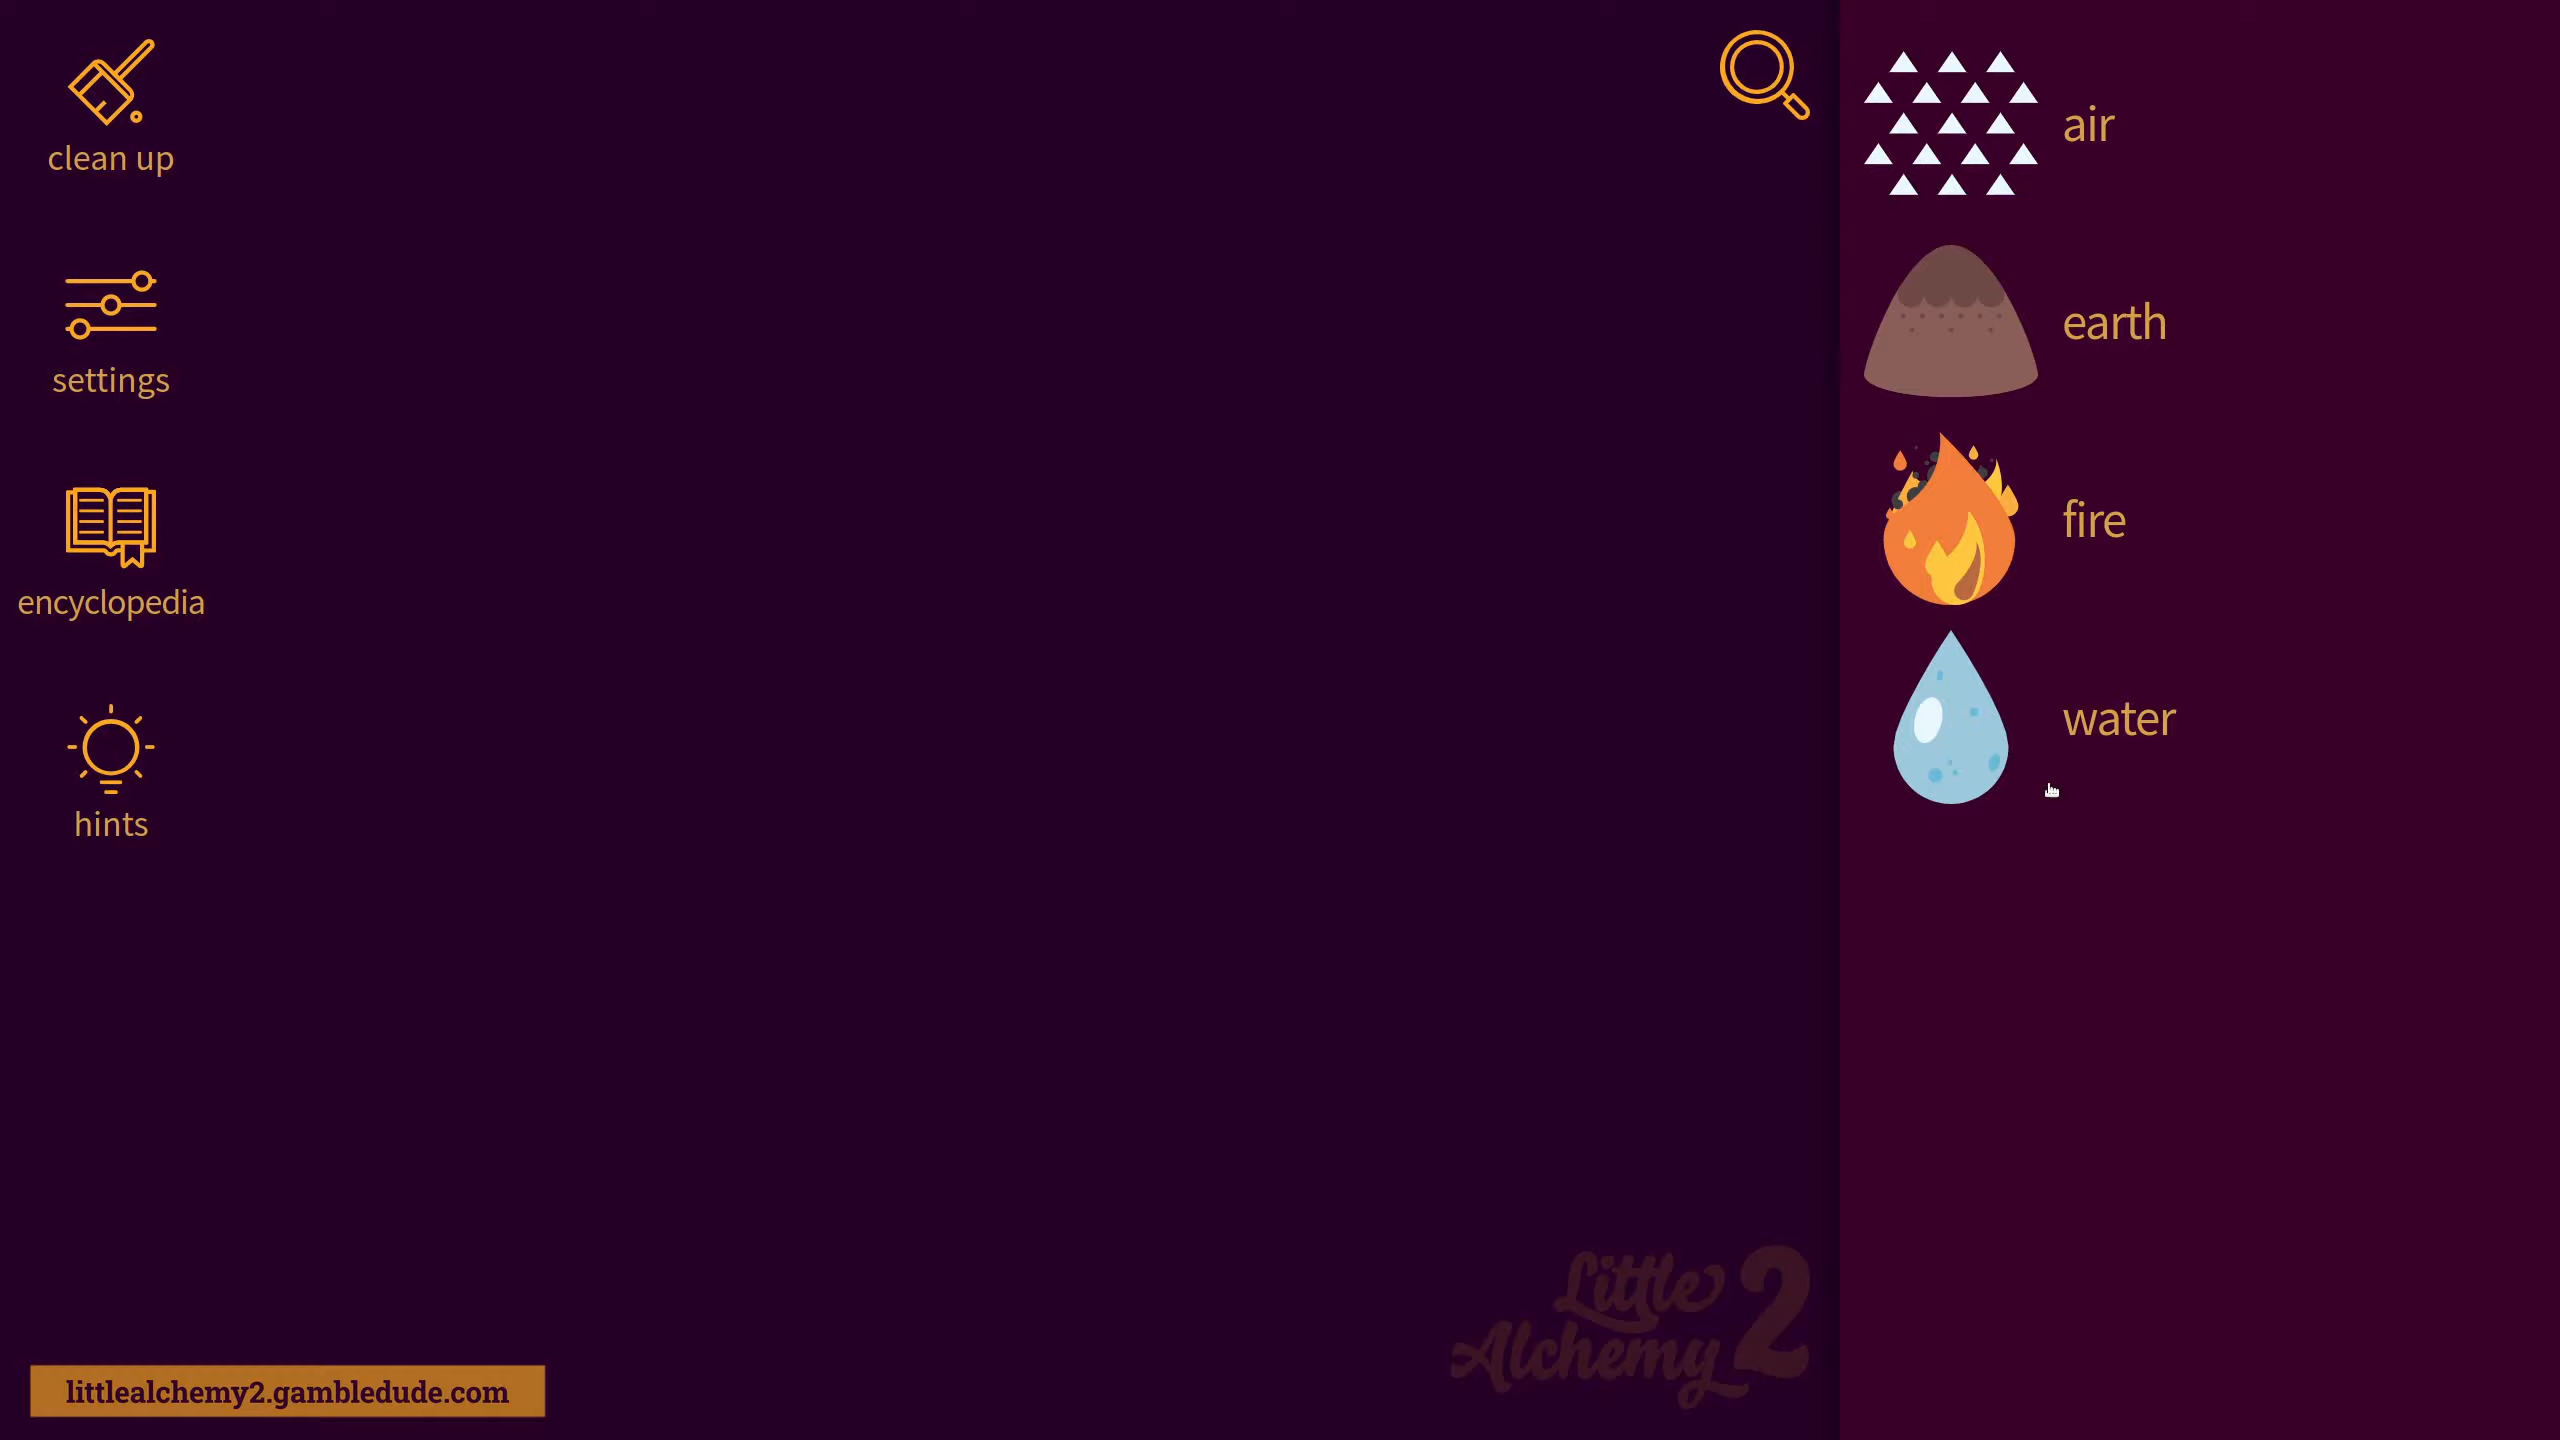 clean up
settings
encyclopedia
hints
air
earth
fire
water
Little
Alchemy 2
littlealchemy2.gambledude.com